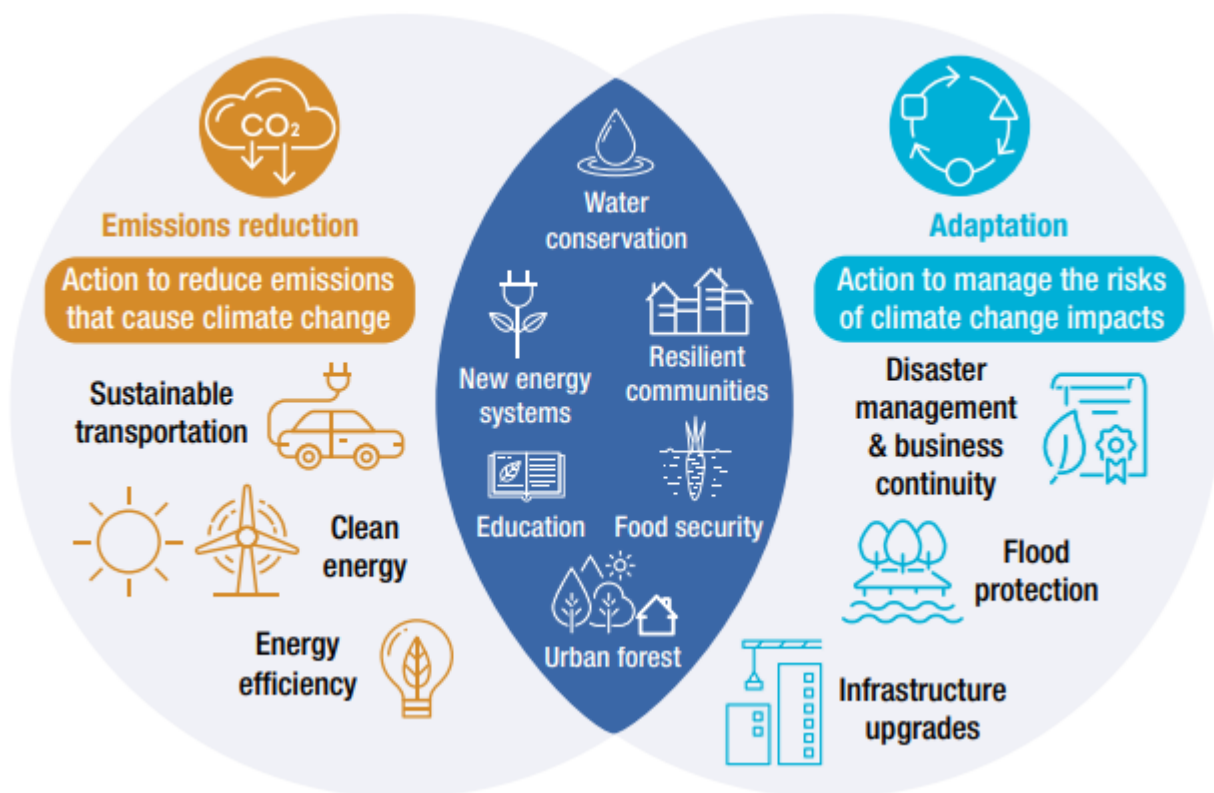 CO₂
Emissions reduction
Action to reduce emissions
that cause climate change
Sustainable
transportation
Clean
energy
Energy
efficiency
Water
conservation
New energy
systems
Resilient
communities
Education
Food security
Urban forest
Adaptation
Action to manage the risks
of climate change impacts
Disaster
management
& business
continuity
Flood
protection
Infrastructure
upgrades